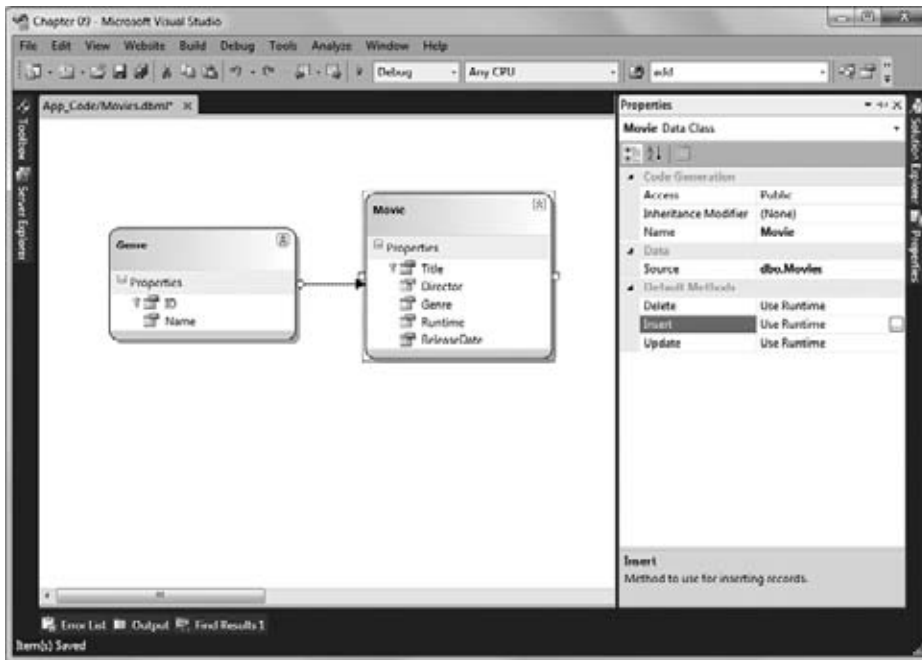 Chapter 09 - Microsoft Visual Studio
File Edit View Website Build Debug Tools Analyze Window Help
Debug Any CPU add
App_Code/Movies.dbml* X
Toolbox
Server Explorer
Genre
Properties
ID
Name
Movie
Properties
Title
Director
Genre
Runtime
ReleaseDate
Properties
Movie Data Class
Code Generation
Access Public
Inheritance Modifier (None)
Name Movie
Data
Source dbo.Movies
Default Methods
Delete Use Runtime
Insert Use Runtime
Update Use Runtime
Insert
Method to use for inserting records.
Solution Explorer
Properties
Error List Output Find Results 1
Item(s) Saved